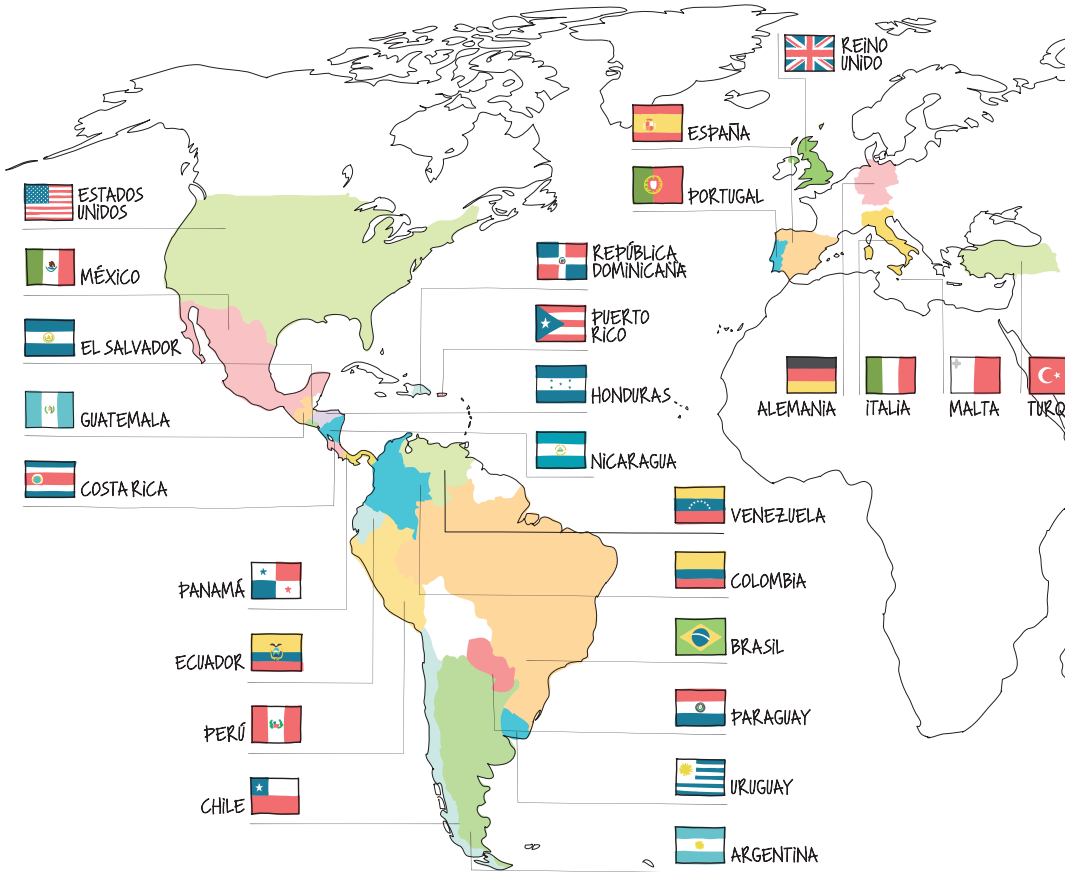 REINO
UNIDO
ESPAÑA
PORTUGAL
ESTADOS
UNIDOS
MÉXICO
EL SALVADOR
GUATEMALA
COSTA RICA
REPÚBLICA
DOMINICANA
PUERTO
RICO
HONDURAS
NICARAGUA
ALEMANIA
ITALIA
MALTA
TURQ
VENEZUELA
COLOMBIA
BRASIL
PARAGUAY
URUGUAY
ARGENTINA
PANAMÁ
ECUADOR
PERÚ
CHILE